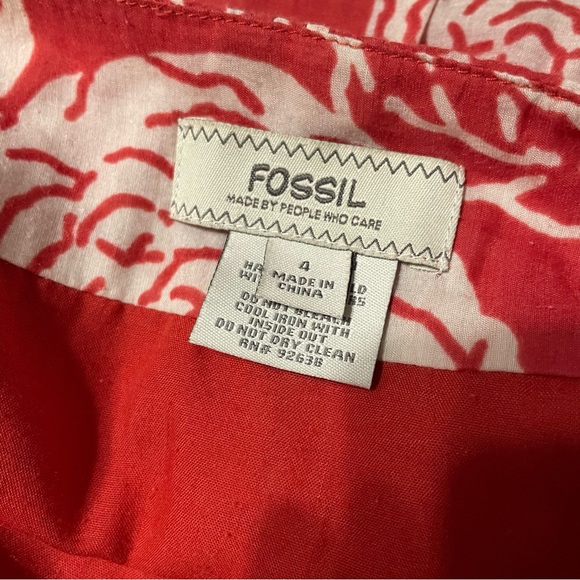 FOSSIL
MADE BY PEOPLE WHO CARE
4
MADE IN
CHINA
DO NOT BLEACH
COOL IRON WITH
INSIDE OUT
DO NOT DRY CLEAN
RN# 92636